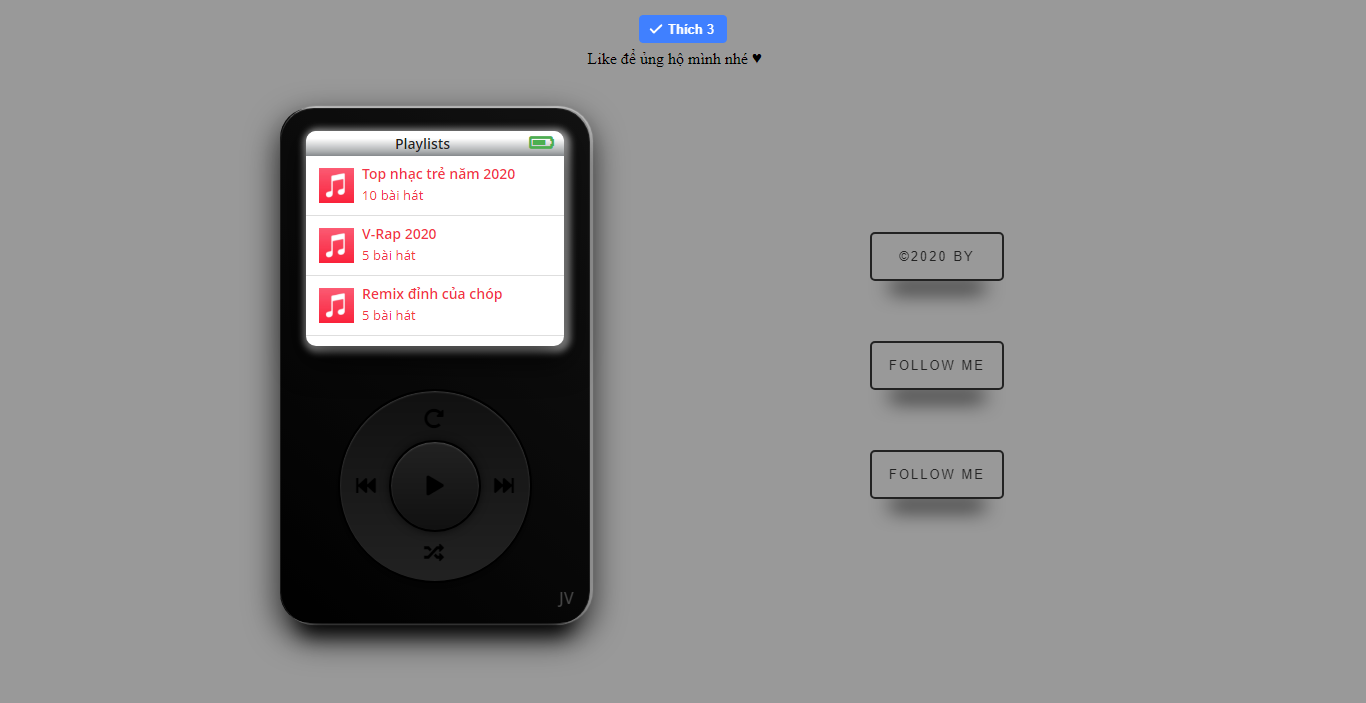 Thích 3
Like để ủng hộ mình nhé ♥
Playlists
Top nhạc trẻ năm 2020
10 bài hát
V-Rap 2020
5 bài hát
Remix đỉnh của chóp
5 bài hát
JV
©2020 BY
FOLLOW ME
FOLLOW ME